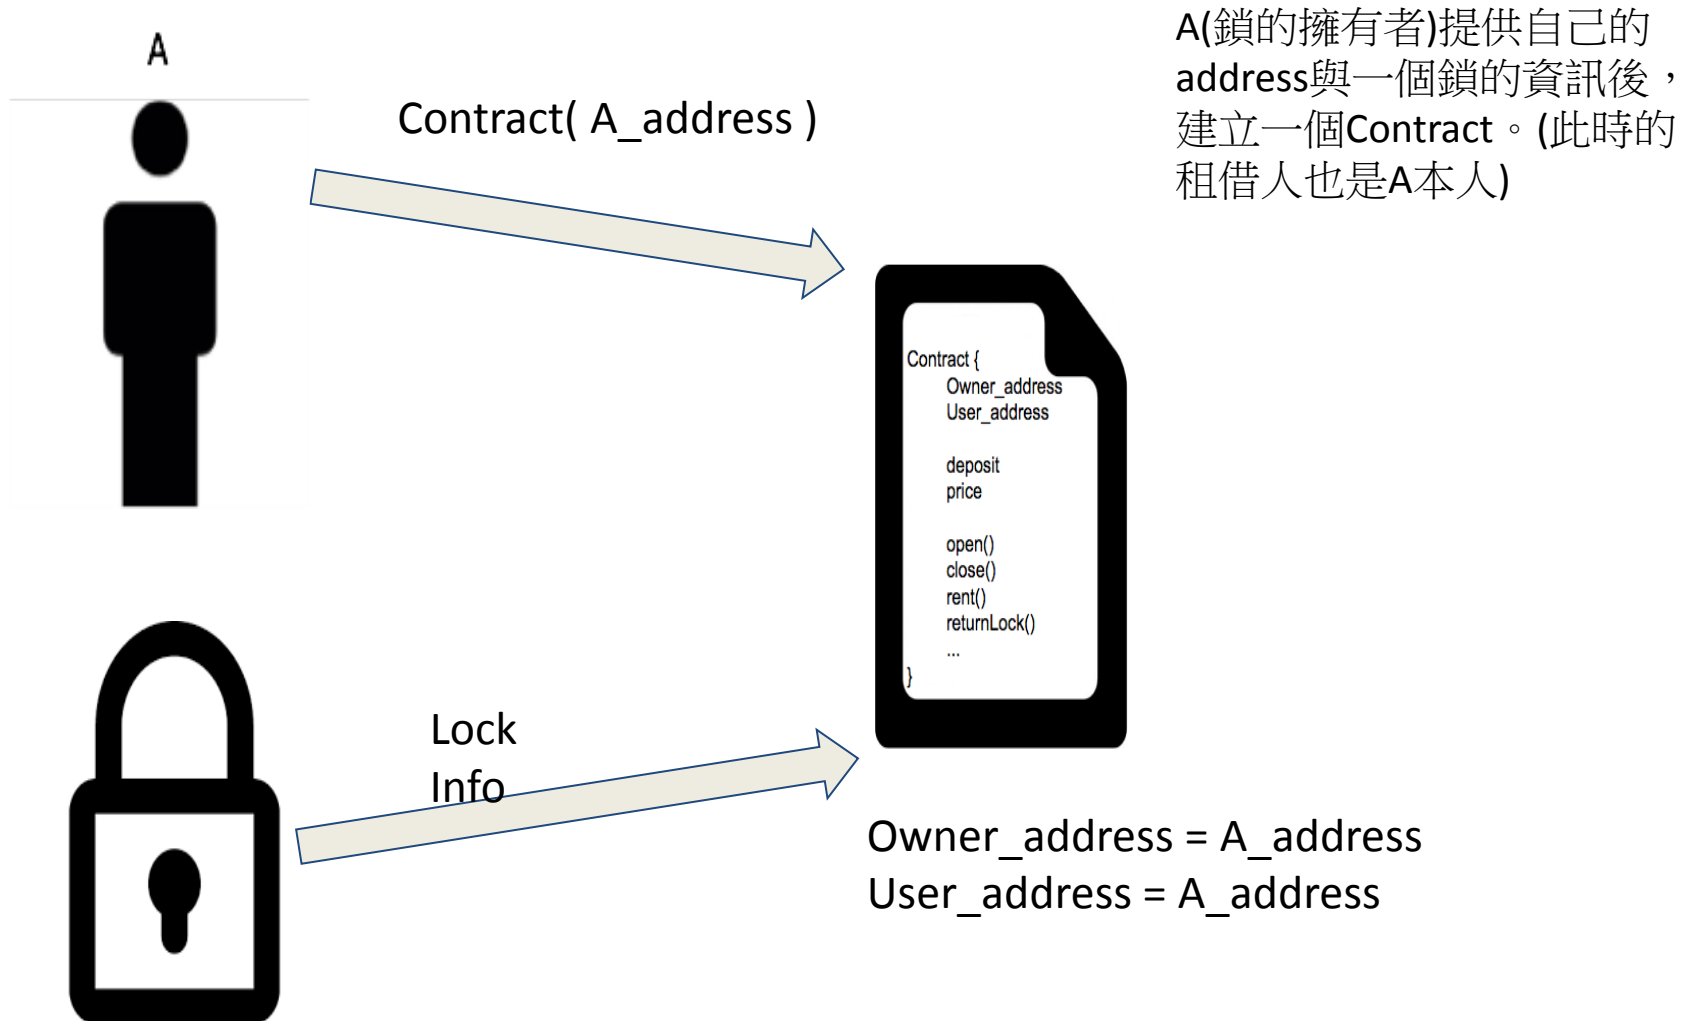 A
Contract( A_address )
A(鎖的擁有者)提供自己的
address與一個鎖的資訊後，
建立一個Contract。(此時的
租借人也是A本人)
Contract {
Owner_address
User_address
deposit
price
open()
close()
rent()
returnLock()
...
}
Lock
Info
Owner_address = A_address
User_address = A_address